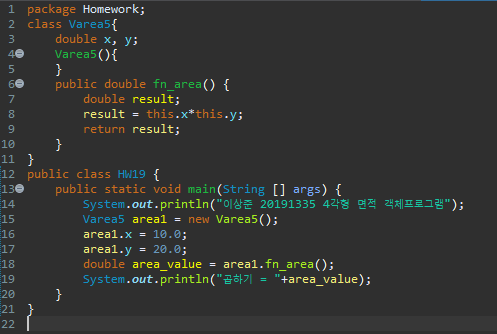 1 package Homework;
2 class Varea5{
3     double x, y;
4     Varea5(){
5     }
6     public double fn_area() {
7         double result;
8         result = this.x*this.y;
9         return result;
10     }
11 }
12 public class HW19 {
13     public static void main(String [] args) {
14         System.out.println("이상준 20191335 4각형 면적 객체프로그램");
15         Varea5 area1 = new Varea5();
16         area1.x = 10.0;
17         area1.y = 20.0;
18         double area_value = area1.fn_area();
19         System.out.println("곱하기 = "+area_value);
20     }
21 }
22